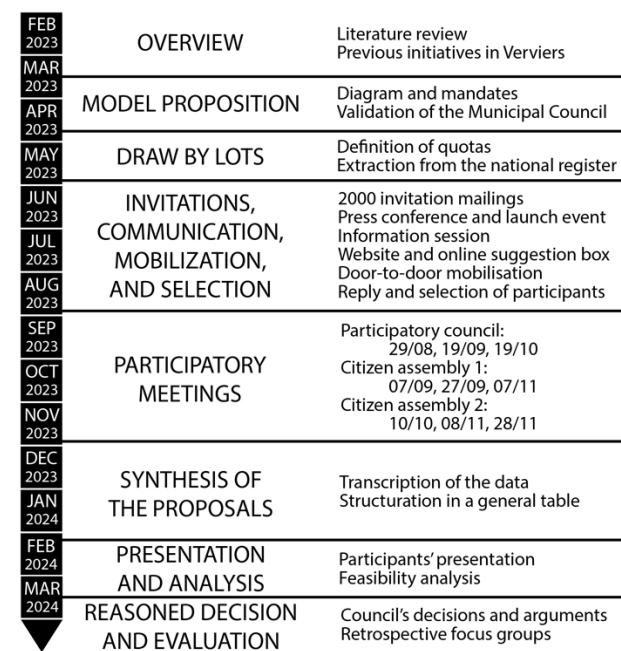 FEB
2023
OVERVIEW
Literature review
Previous initiatives in Verviers
MAR
2023
MODEL PROPOSITION
Diagram and mandates
Validation of the Municipal Council
APR
2023
MAY
2023
DRAW BY LOTS
Definition of quotas
Extraction from the national register
JUN
2023
JUL
2023
AUG
2023
INVITATIONS,
COMMUNICATION,
MOBILIZATION,
AND SELECTION
2000 invitation mailings
Press conference and launch event
Information session
Website and online suggestion box
Door-to-door mobilisation
Reply and selection of participants
SEP
2023
OCT
2023
NOV
2023
PARTICIPATORY
MEETINGS
Participatory council:
29/08, 19/09, 19/10
Citizen assembly 1:
07/09, 27/09, 07/11
Citizen assembly 2:
10/10, 08/11, 28/11
DEC
2023
JAN
2024
SYNTHESIS OF
THE PROPOSALS
Transcription of the data
Structuration in a general table
FEB
2024
PRESENTATION
AND ANALYSIS
Participants' presentation
Feasibility analysis
MAR
2024
REASONED DECISION
AND EVALUATION
Council's decisions and arguments
Retrospective focus groups